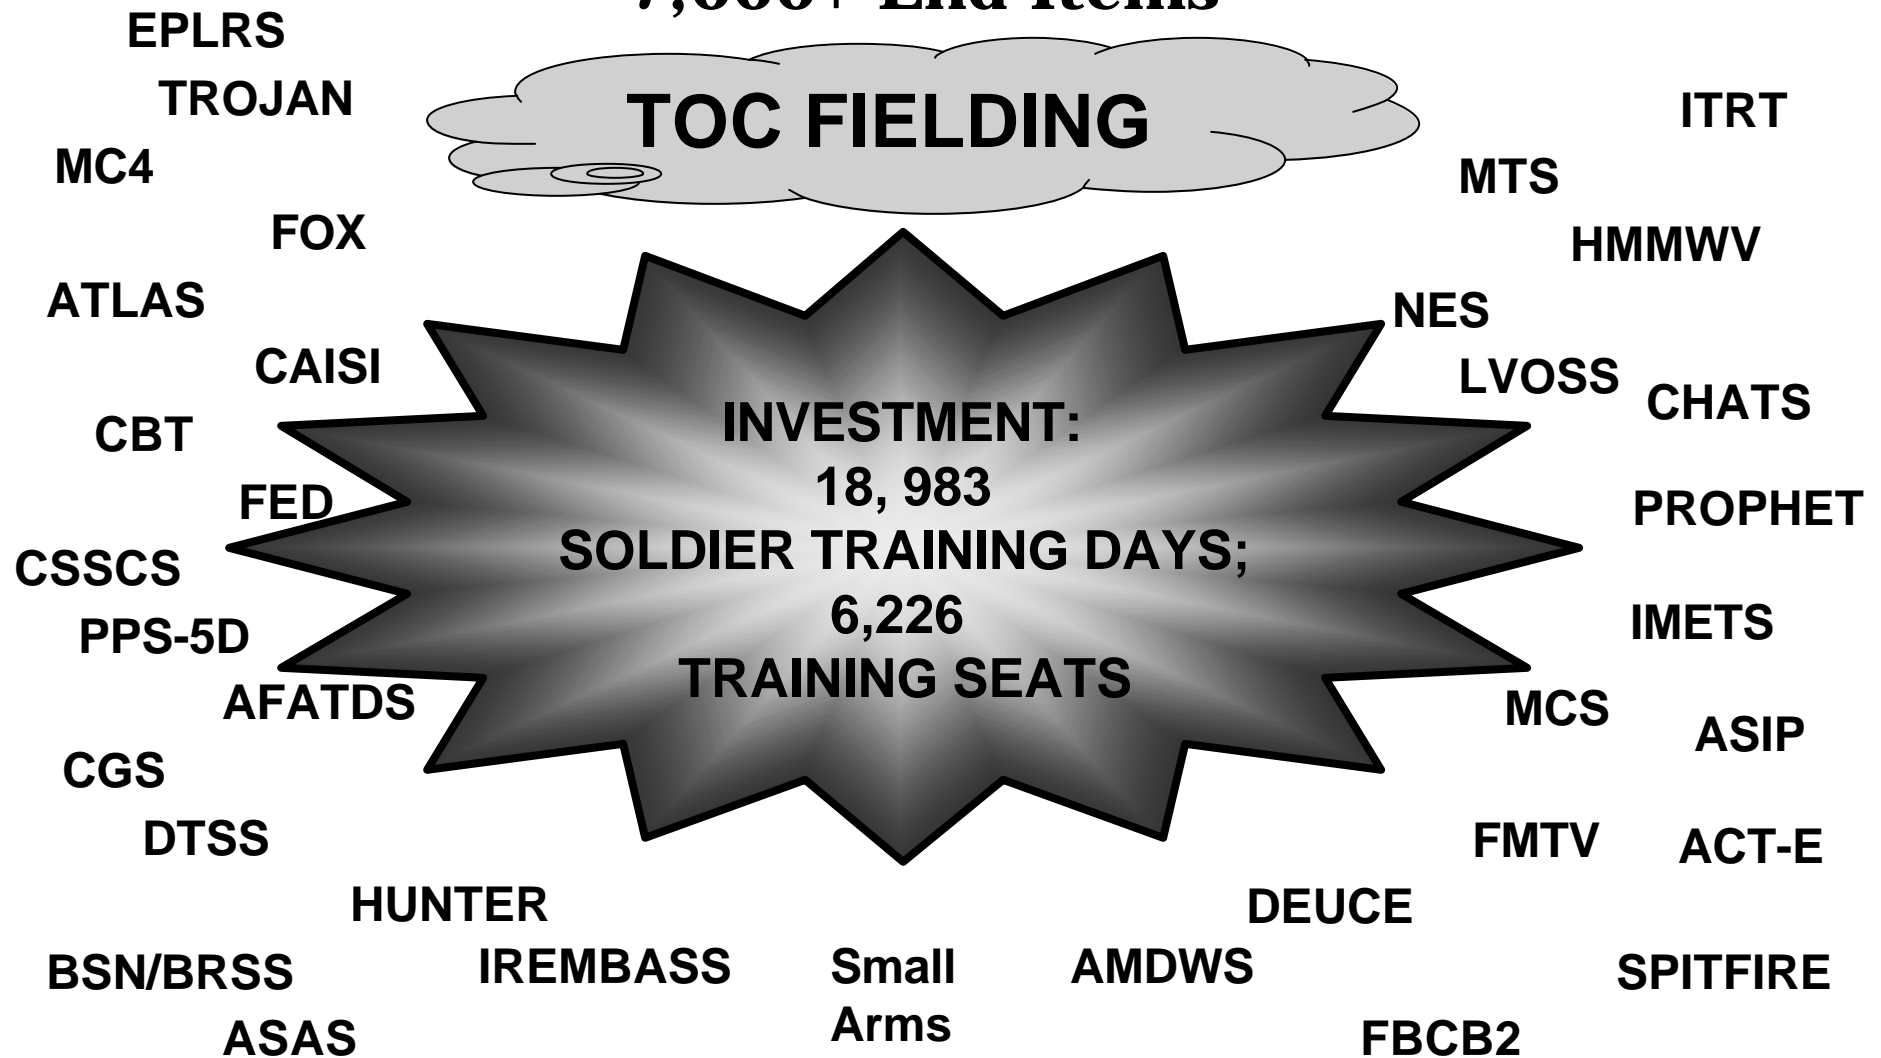 End Items
EPLRS
TROJAN
TOC FIELDING
ITRT
MC4
MTS
FOX
HMMWV
ATLAS
NES
CAISI
LVOSS
CHATS
CBT
INVESTMENT:
18, 983
SOLDIER TRAINING DAYS;
6,226
TRAINING SEATS
FED
PROPHET
CSSCS
PPS-5D
IMETS
AFATDS
MCS
ASIP
CGS
DTSS
FMTV
ACT-E
HUNTER
DEUCE
BSN/BRSS
IREMBASS
Small
Arms
AMDWS
SPITFIRE
ASAS
FBCB2